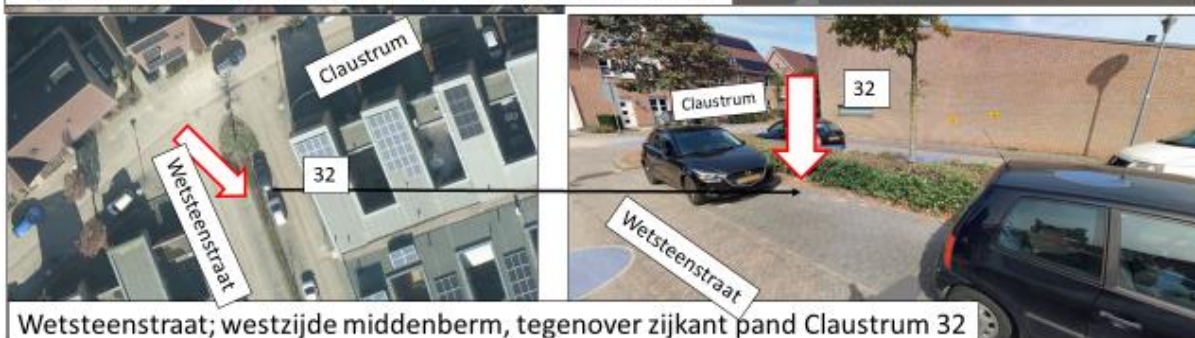 Claustrum
32
Wetsteenstraat
Claustrum
32
Wetsteenstraat
Wetsteenstraat; westzijde middenberm, tegenover zijkant pand Claustrum 32